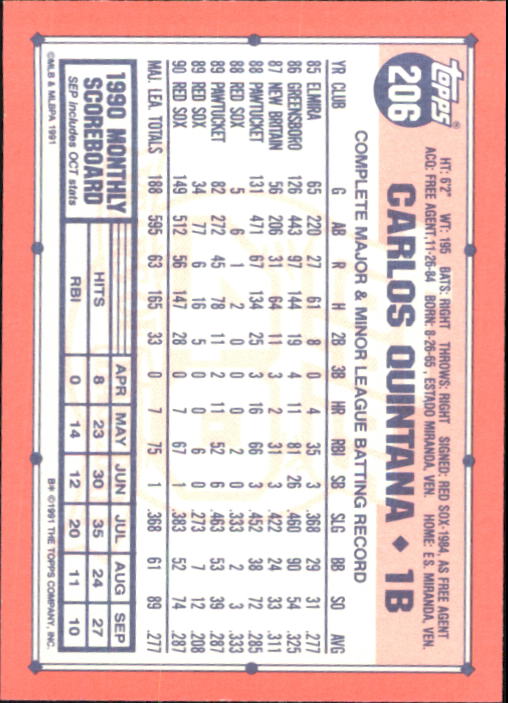 Topps®
206
HT: 6'2" WT: 195 BATS: RIGHT THROWS: RIGHT SIGNED: RED SOX-1984, AS FREE AGENT
ACQ: FREE AGENT, 11-26-84 BORN: 8-26-65, ESTADO MIRANDA, VEN. HOME: ES. MIRANDA, VEN.
CARLOS QUINTANA ◆ 1B
COMPLETE MAJOR & MINOR LEAGUE BATTING RECORD
YR CLUB G AB R H 2B 3B HR RBI SB SLG BB SO AVG
85 ELMIRA 65 220 27 61 8 0 4 35 3 .368 29 31 .277
86 GREENSBORO 126 443 97 144 19 4 11 81 26 .460 90 54 .325
87 NEW BRITAIN 56 206 31 64 11 3 2 31 3 .422 24 33 .311
88 PAWTUCKET 131 471 67 134 25 3 16 66 3 .452 38 72 .285
88 RED SOX 5 6 1 2 0 0 0 2 0 .333 2 3 .333
89 PAWTUCKET 82 272 45 78 11 2 11 52 6 .463 53 39 .287
89 RED SOX 34 77 6 16 5 0 0 6 0 .273 7 12 .208
90 RED SOX 149 512 56 147 28 0 7 67 1 .383 52 74 .287
MAJ. LEA. TOTALS 188 595 63 165 33 0 7 75 1 .368 61 89 .277
1990 MONTHLY SCOREBOARD
SEP includes OCT stats
APR MAY JUN JUL AUG SEP
HITS 8 23 30 35 24 27
RBI 0 14 12 20 11 10
©MLB & MLBPA 1991
B* ©1991 THE TOPPS COMPANY, INC.